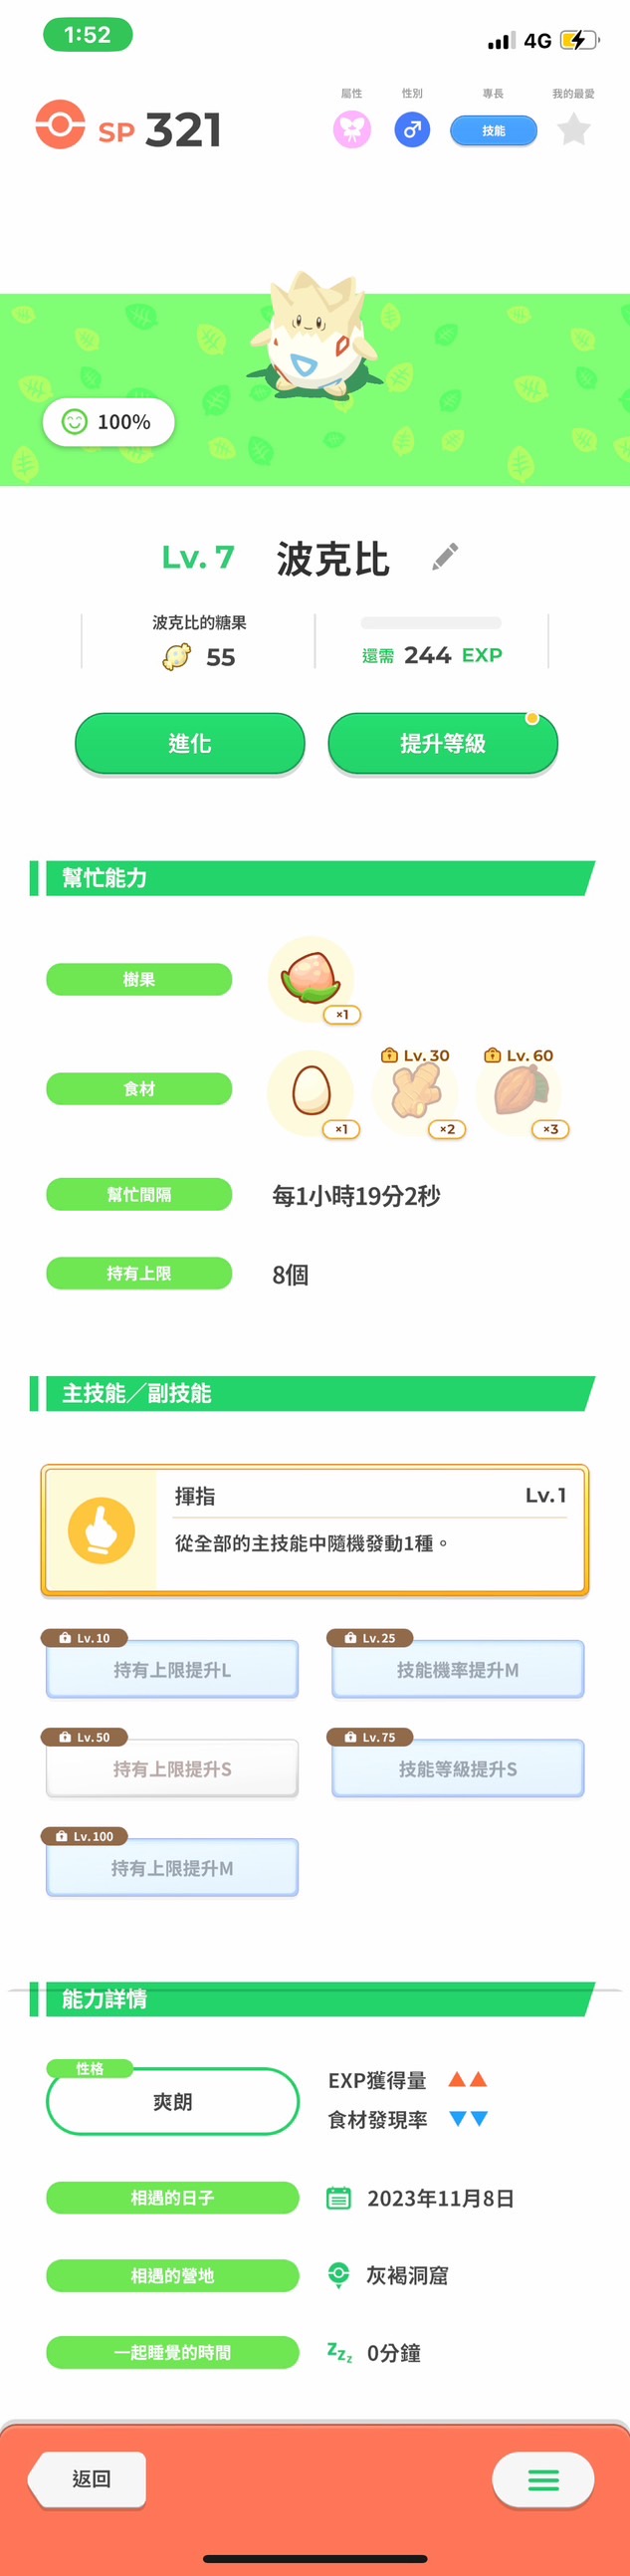 1:52
4G
屬性 性別 專長 我的最愛
SP 321
技能
100%
Lv. 7 波克比
波克比的糖果
55
還需 244 EXP
進化
提升等級
幫忙能力
樹果
×1
食材
Lv. 30
Lv. 60
×1
×2
×3
幫忙間隔
每1小時19分2秒
持有上限
8個
主技能／副技能
揮指
Lv. 1
從全部的主技能中隨機發動1種。
Lv. 10
持有上限提升L
Lv. 25
技能機率提升M
Lv. 50
持有上限提升S
Lv. 75
技能等級提升S
Lv. 100
持有上限提升M
能力詳情
性格
爽朗
EXP獲得量
食材發現率
相遇的日子
2023年11月8日
相遇的營地
灰褐洞窟
一起睡覺的時間
zzz
0分鐘
返回